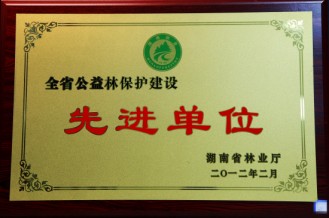 全省公益林保护建设
先进单位
湖南省林业厅
二〇一二年二月